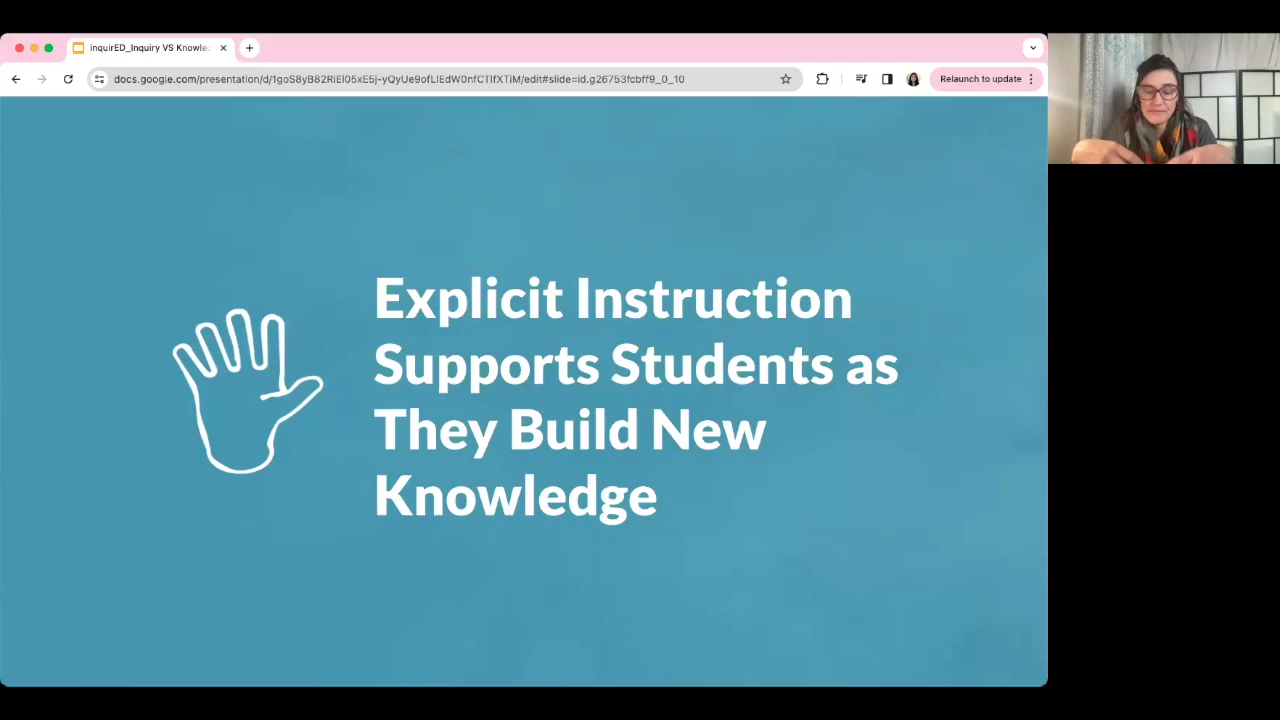 inquirED_Inquiry VS Knowle
docs.google.com/presentation/d/1goS8yB82RiEl05xE5j-yQyUe9ofLIEdW0nfCTIfXTiM/edit#slide=id.g26753fcbff9_0_10
Relaunch to update
Explicit Instruction
Supports Students as
They Build New
Knowledge